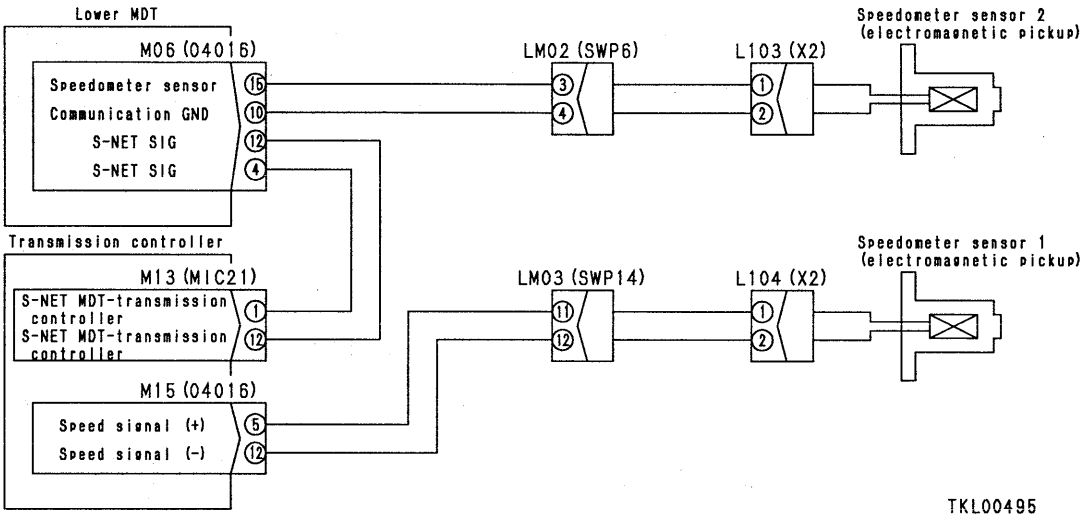 Lower MDT
Speedometer sensor 2
(electromagnetic pickup)
M06 (04016)
LM02 (SWP6)
L103 (X2)
Speedometer sensor 15
3
1
Communication GND 10
4
2
S-NET SIG 12
S-NET SIG 4
Transmission controller
Speedometer sensor 1
(electromagnetic pickup)
M13 (MIC21)
LM03 (SWP14)
L104 (X2)
S-NET MDT-transmission
controller
1
11
1
S-NET MDT-transmission
controller
12
12
2
M15 (04016)
Speed signal (+) 5
Speed signal (-) 12
TKL00495